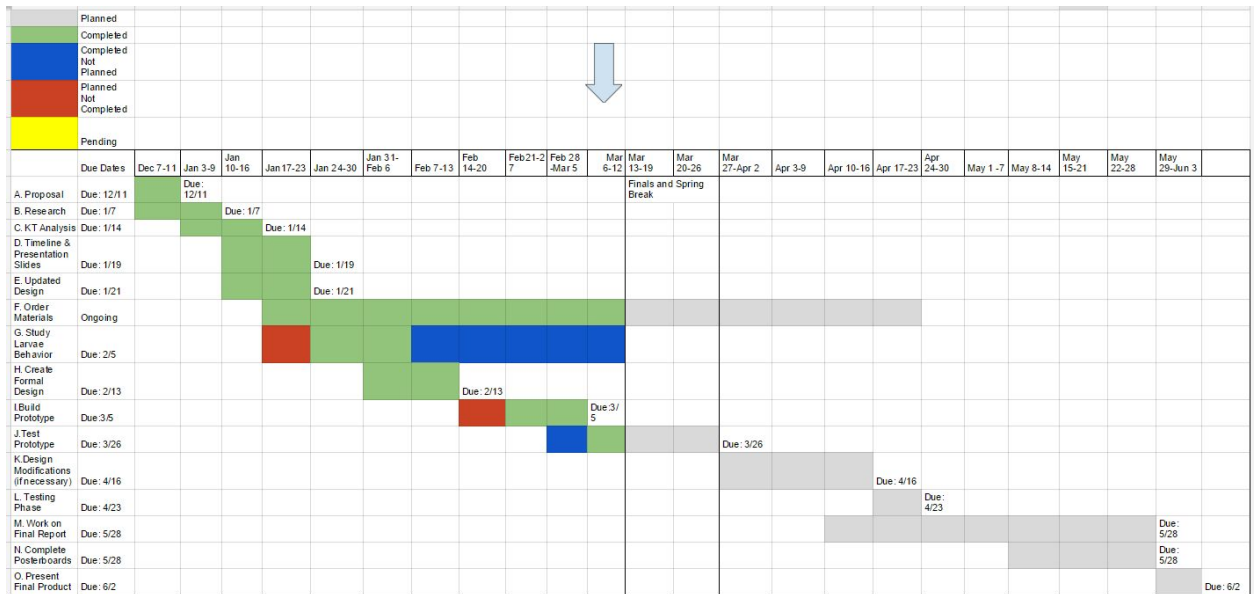 Planned
Completed
Completed
Not
Planned
Planned
Not
Completed
Pending
Due Dates Dec 7-11 Jan 3-9 Jan 10-16 Jan 17-23 Jan 24-30 Jan 31-Feb 6 Feb 7-13 Feb 14-20 Feb21-27 Feb 28-Mar 5 Mar 6-12 Mar 13-19 Mar 20-26 Mar 27-Apr 2 Apr 3-9 Apr 10-16 Apr 17-23 Apr 24-30 May 1 -7 May 8-14 May 15-21 May 22-28 May 29-Jun 3
A. Proposal Due: 12/11 Due: 12/11 Finals and Spring Break
B. Research Due: 1/7 Due: 1/7
C. KT Analysis Due: 1/14 Due: 1/14
D. Timeline &
Presentation
Slides Due: 1/19 Due: 1/19
E. Updated
Design Due: 1/21 Due: 1/21
F. Order
Materials Ongoing
G. Study
Larvae
Behavior Due: 2/5
H. Create
Formal
Design Due: 2/13 Due: 2/13
I.Build
Prototype Due:3/5 Due:3/5
J.Test
Prototype Due: 3/26 Due: 3/26
K.Design
Modifications
(if necessary) Due: 4/16 Due: 4/16
L. Testing
Phase Due: 4/23 Due: 4/23
M. Work on
Final Report Due: 5/28 Due: 5/28
N. Complete
Posterboards Due: 5/28 Due: 5/28
O. Present
Final Product Due: 6/2 Due: 6/2